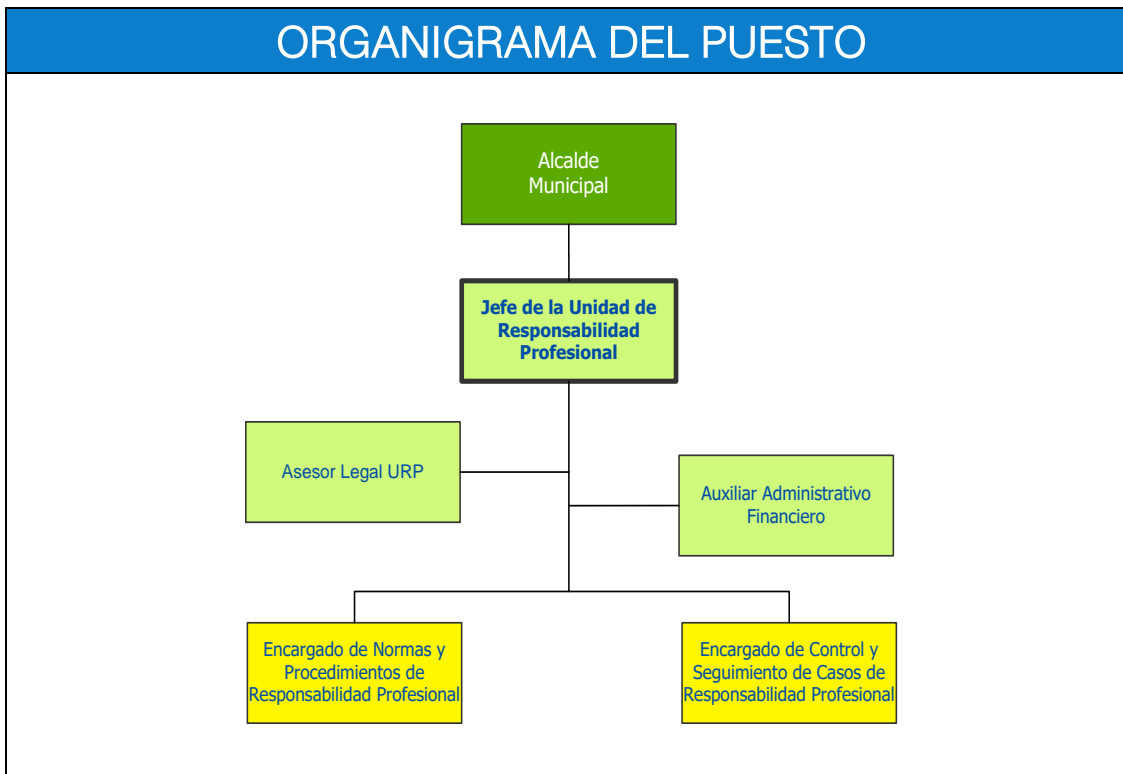 ORGANIGRAMA DEL PUESTO
Alcalde
Municipal
Jefe de la Unidad de
Responsabilidad
Profesional
Asesor Legal URP
Auxiliar Administrativo
Financiero
Encargado de Normas y
Procedimientos de
Responsabilidad Profesional
Encargado de Control y
Seguimiento de Casos de
Responsabilidad Profesional